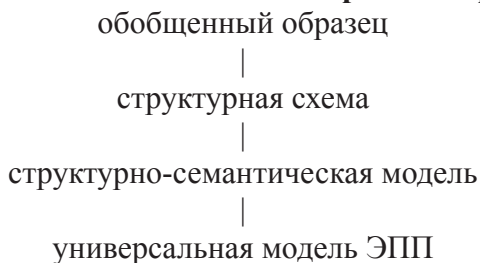 обобщенный образец
|
структурная схема
|
структурно-семантическая модель
|
универсальная модель ЭПП